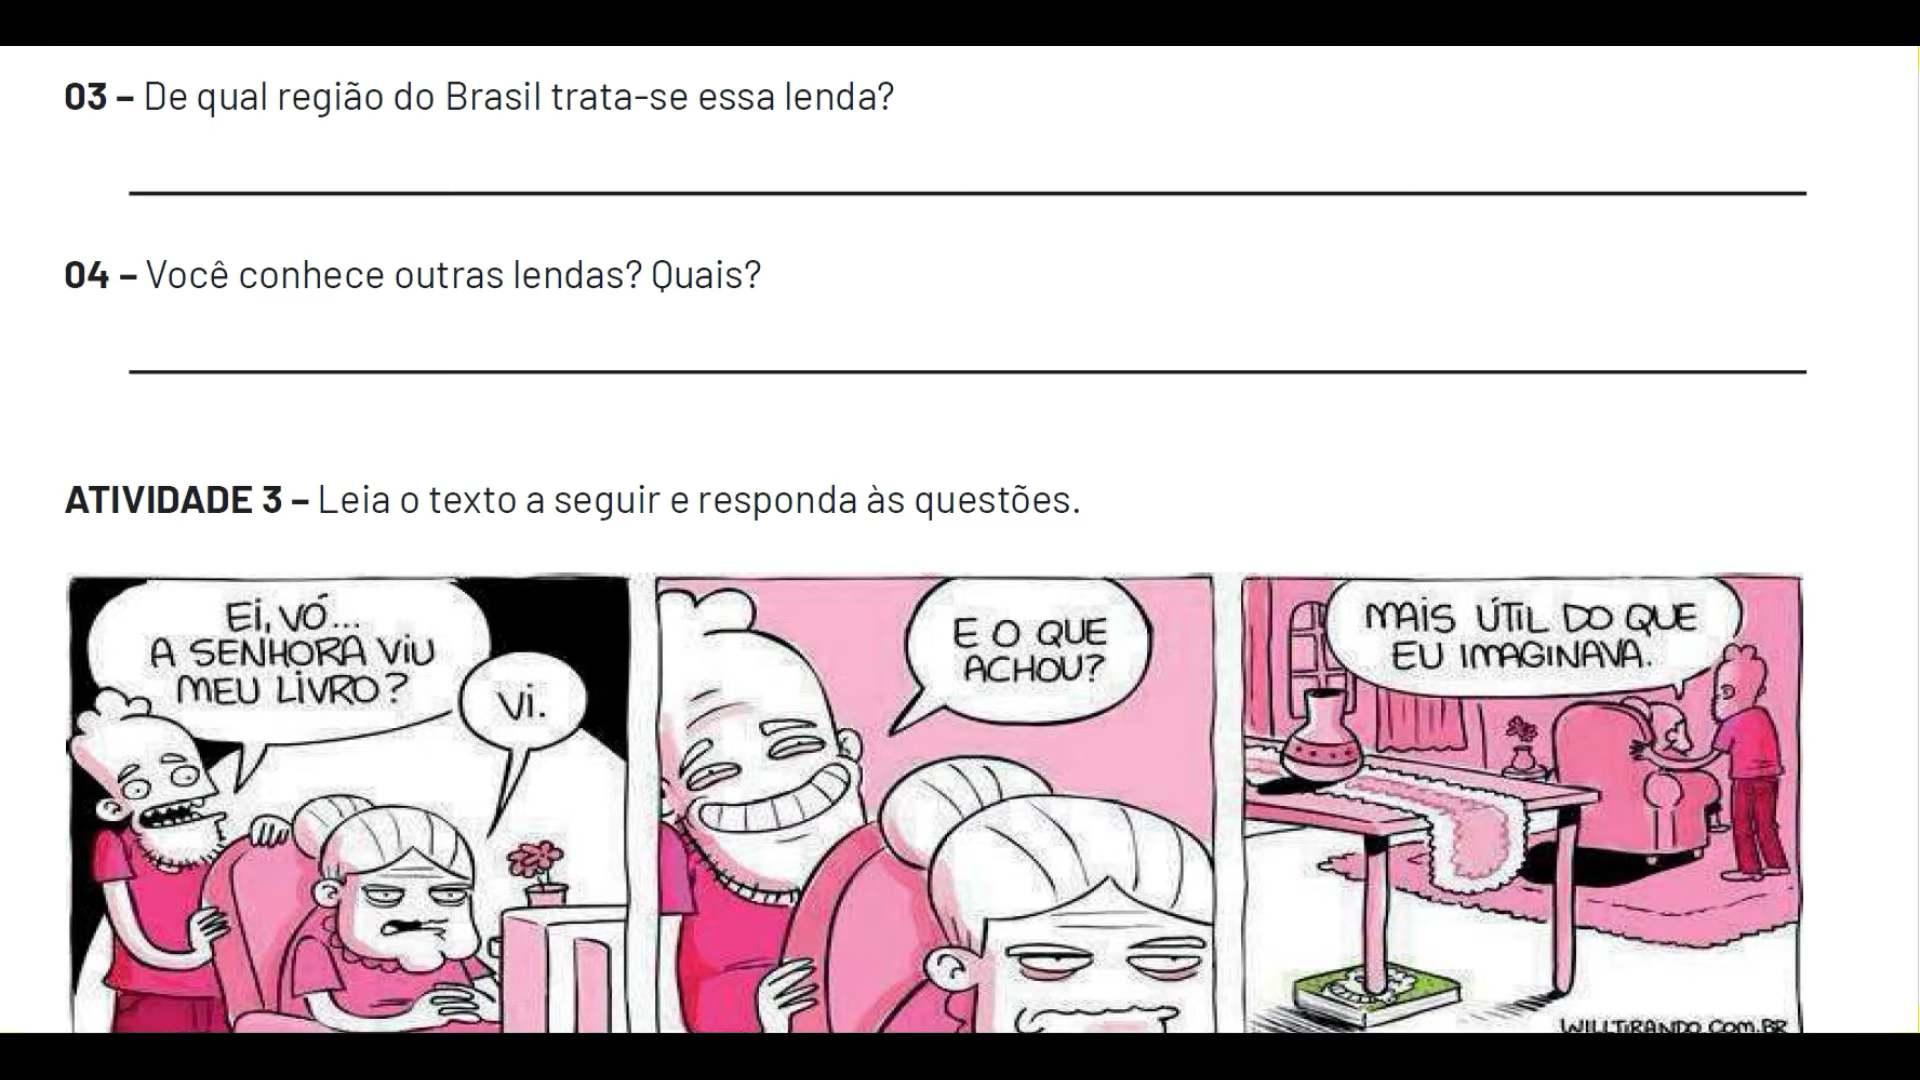 03 – De qual região do Brasil trata-se essa lenda?
04 – Você conhece outras lendas? Quais?
ATIVIDADE 3 – Leia o texto a seguir e responda às questões.
Ei, VÓ...
A SENHORA ViU
MEU LiVRO?
Vi.
E O QUE
ACHOU?
MAiS ÚTiL DO QUE
EU IMAGINAVA.
WILLTiRANDO.COM.BR